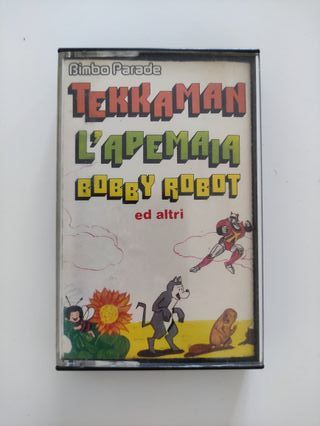 Bimbo Parade
TEKKAMAN
L'APEMAIA
BOBBY ROBOT
ed altri